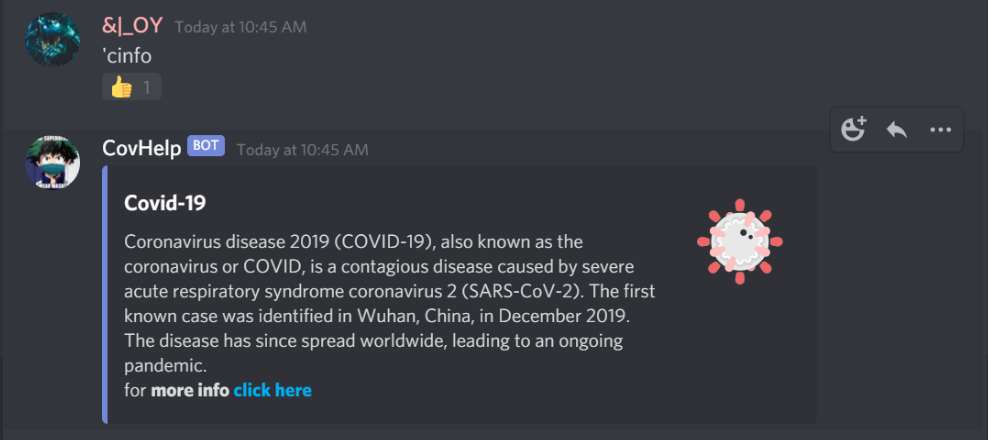 &|_OY Today at 10:45 AM
'cinfo
1
CovHelp BOT Today at 10:45 AM
Covid-19
Coronavirus disease 2019 (COVID-19), also known as the
coronavirus or COVID, is a contagious disease caused by severe
acute respiratory syndrome coronavirus 2 (SARS-CoV-2). The first
known case was identified in Wuhan, China, in December 2019.
The disease has since spread worldwide, leading to an ongoing
pandemic.
for more info click here